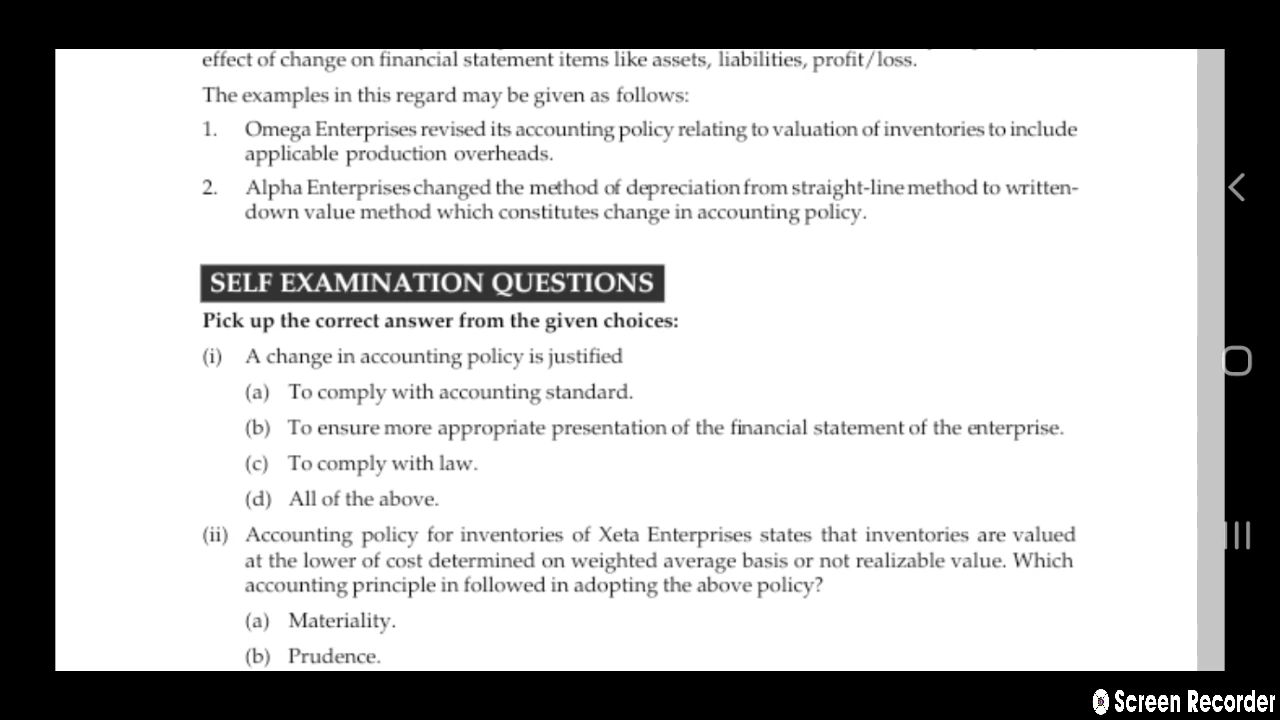 effect of change on financial statement items like assets, liabilities, profit/loss.
The examples in this regard may be given as follows:
1. Omega Enterprises revised its accounting policy relating to valuation of inventories to include
applicable production overheads.
2. Alpha Enterprises changed the method of depreciation from straight-line method to written-
down value method which constitutes change in accounting policy.
SELF EXAMINATION QUESTIONS
Pick up the correct answer from the given choices:
(i) A change in accounting policy is justified
(a) To comply with accounting standard.
(b) To ensure more appropriate presentation of the financial statement of the enterprise.
(c) To comply with law.
(d) All of the above.
(ii) Accounting policy for inventories of Xeta Enterprises states that inventories are valued
at the lower of cost determined on weighted average basis or not realizable value. Which
accounting principle in followed in adopting the above policy?
(a) Materiality.
(b) Prudence.
Screen Recorder